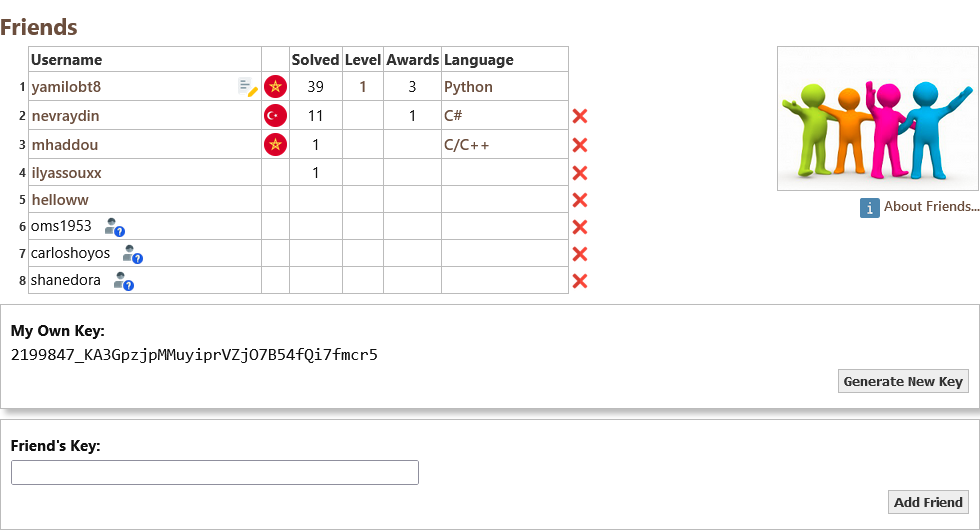 Friends
Username Solved Level Awards Language
1 yamilobt8 39 1 3 Python
2 nevraydin 11 1 C#
3 mhaddou 1 C/C++
4 ilyassouxx 1
5 helloww
6 oms1953 ?
7 carloshoyos ?
8 shanedora ?
i About Friends...
My Own Key:
2199847_KA3GpzjpMMuyiprVZjO7B54fQi7fmcr5
Generate New Key
Friend's Key:
Add Friend